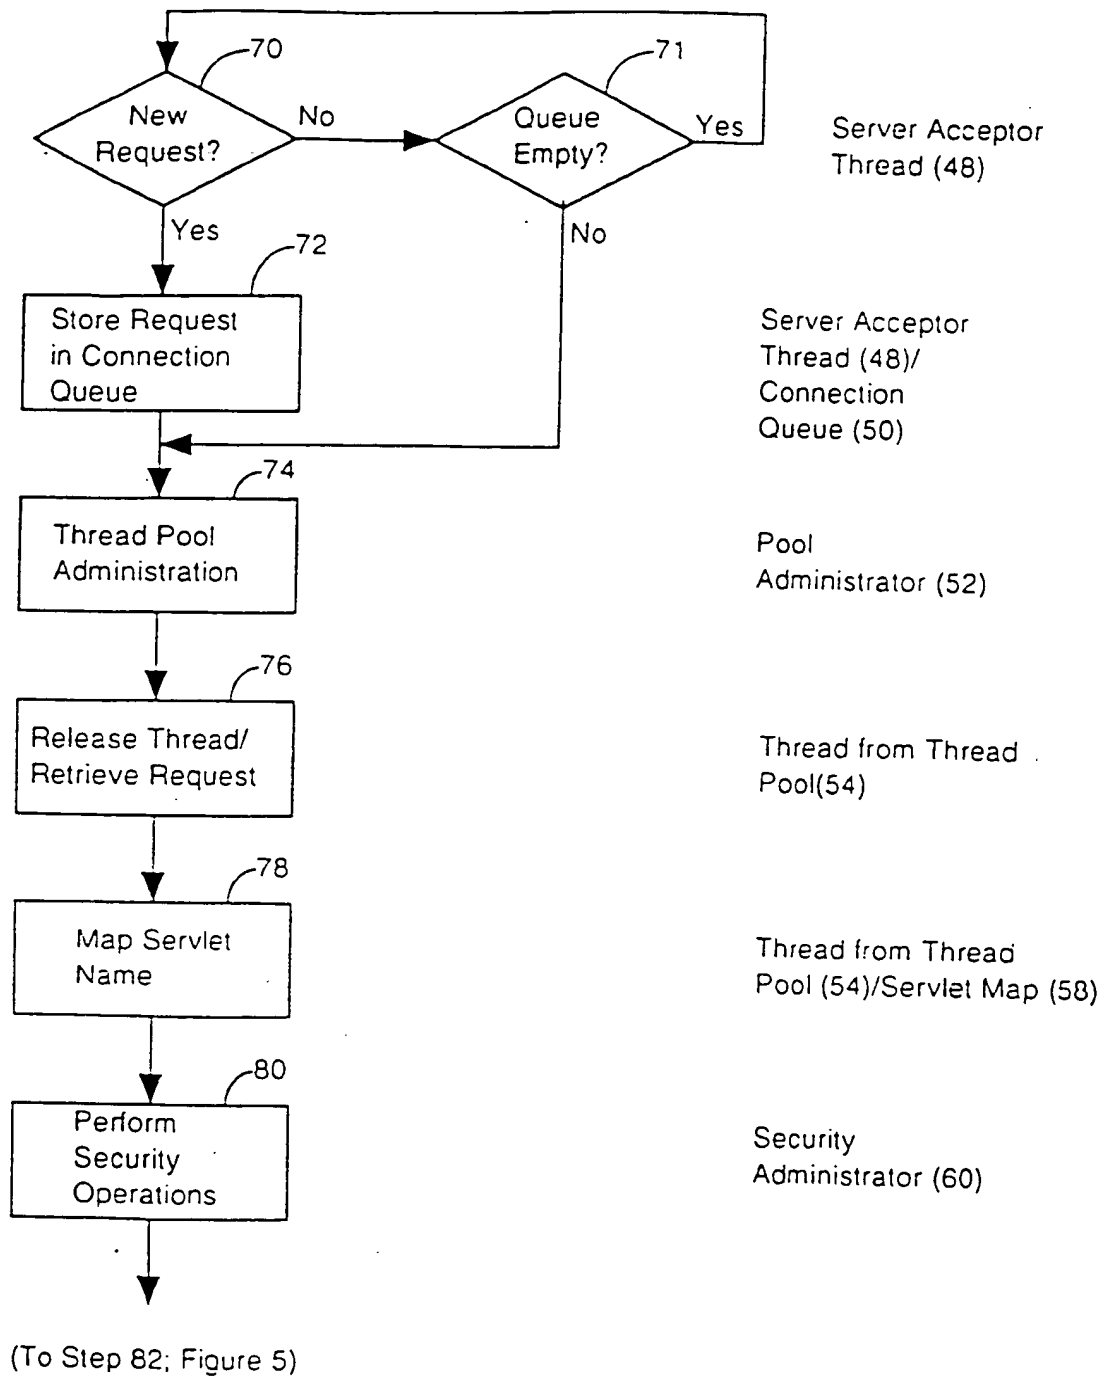 70
71
New
Request?
No
Queue
Empty?
Yes
Server Acceptor
Thread (48)
Yes
No
72
Store Request
in Connection
Queue
Server Acceptor
Thread (48)/
Connection
Queue (50)
74
Thread Pool
Administration
Pool
Administrator (52)
76
Release Thread/
Retrieve Request
Thread from Thread
Pool(54)
78
Map Servlet
Name
Thread from Thread
Pool (54)/Servlet Map (58)
80
Perform
Security
Operations
Security
Administrator (60)
(To Step 82; Figure 5)